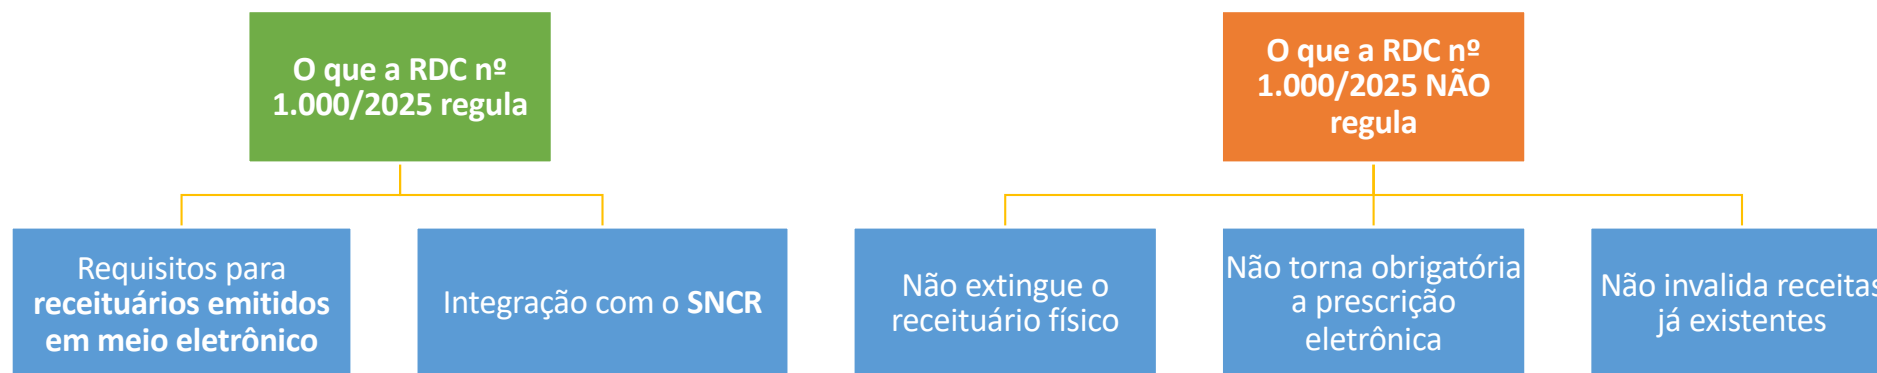 O que a RDC nº
1.000/2025 regula
Requisitos para
receituários emitidos
em meio eletrônico
Integração com o SNCR
O que a RDC nº
1.000/2025 NÃO
regula
Não extingue o
receituário físico
Não torna obrigatória
a prescrição
eletrônica
Não invalida receitas
já existentes